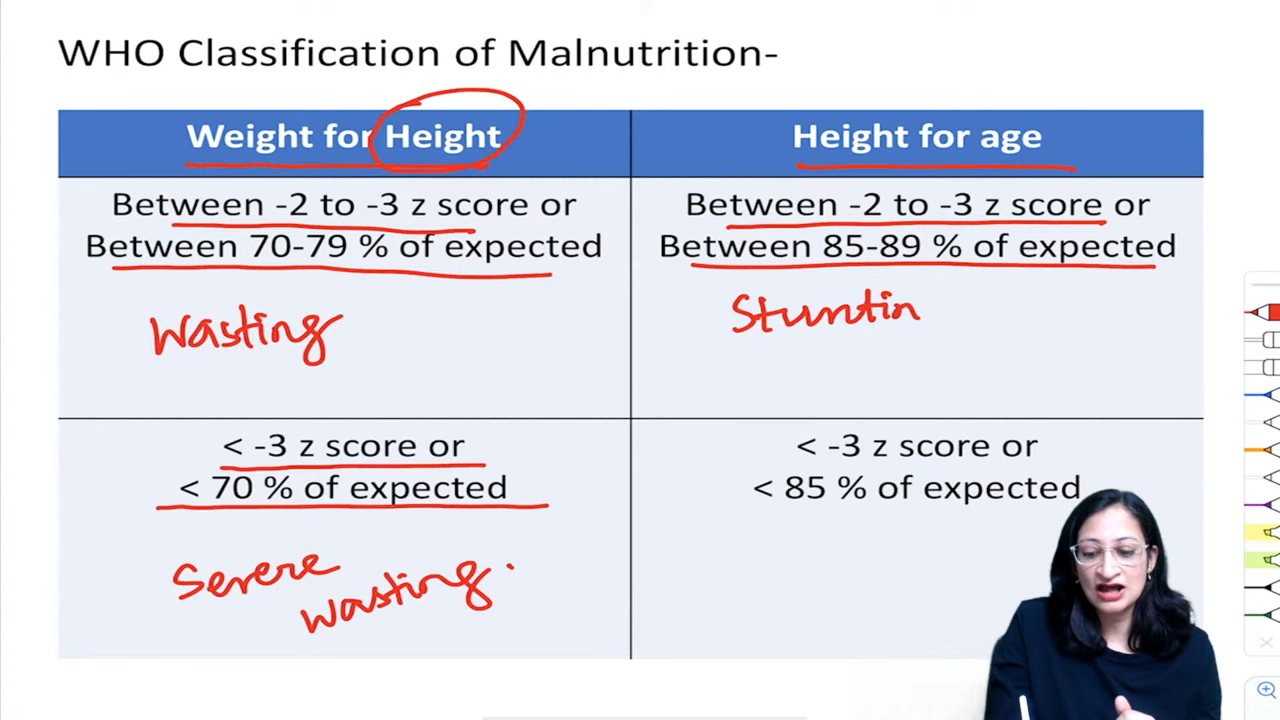 WHO Classification of Malnutrition-
Weight for Height
Height for age
Between -2 to -3 z score or
Between 70-79 % of expected
Wasting
Between -2 to -3 z score or
Between 85-89 % of expected
Stuntin
< -3 z score or
< 70 % of expected
Severe
wasting.
< -3 z score or
< 85 % of expected